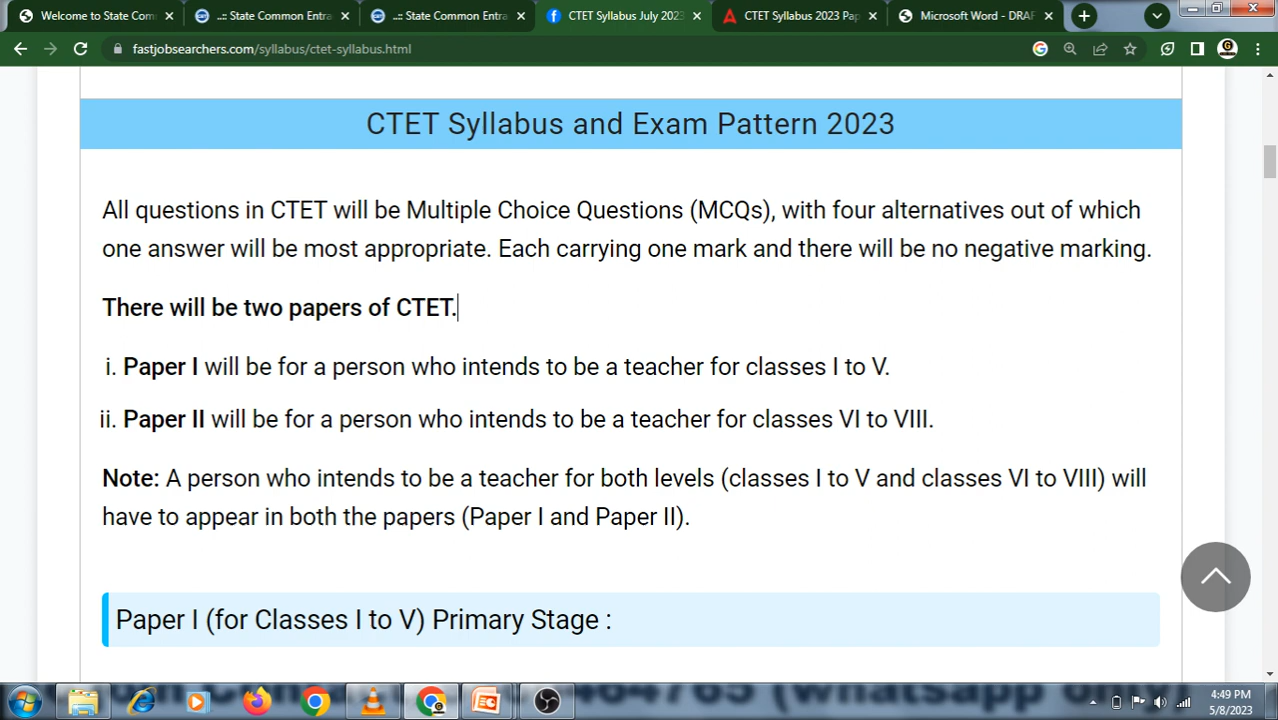 Welcome to State Com
..:: State Common Entra
..:: State Common Entra
CTET Syllabus July 2023
CTET Syllabus 2023 Pap
Microsoft Word - DRAF
fastjobsearchers.com/syllabus/ctet-syllabus.html
CTET Syllabus and Exam Pattern 2023
All questions in CTET will be Multiple Choice Questions (MCQs), with four alternatives out of which
one answer will be most appropriate. Each carrying one mark and there will be no negative marking.
There will be two papers of CTET.
i. Paper I will be for a person who intends to be a teacher for classes I to V.
ii. Paper II will be for a person who intends to be a teacher for classes VI to VIII.
Note: A person who intends to be a teacher for both levels (classes I to V and classes VI to VIII) will
have to appear in both the papers (Paper I and Paper II).
Paper I (for Classes I to V) Primary Stage :
4:49 PM
5/8/2023